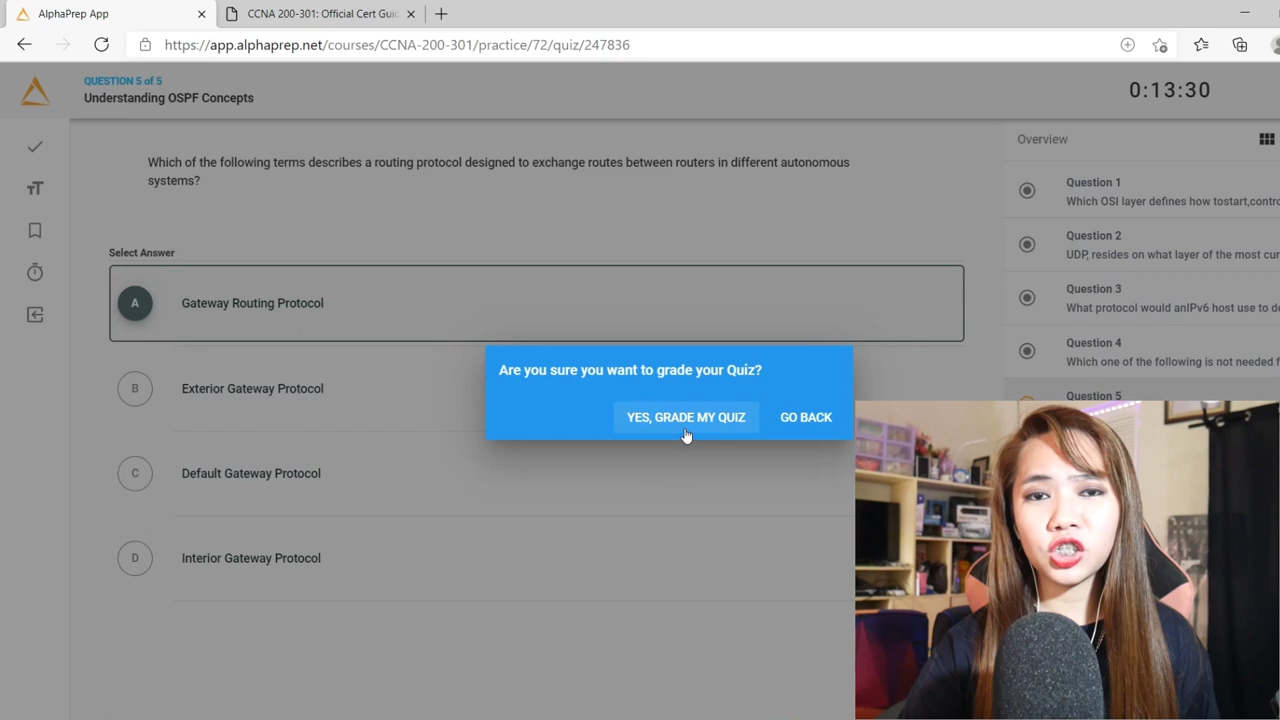 AlphaPrep App
CCNA 200-301: Official Cert Guid
https://app.alphaprep.net/courses/CCNA-200-301/practice/72/quiz/247836
QUESTION 5 of 5
Understanding OSPF Concepts
0:13:30
Which of the following terms describes a routing protocol designed to exchange routes between routers in different autonomous
systems?
Select Answer
A Gateway Routing Protocol
B Exterior Gateway Protocol
C Default Gateway Protocol
D Interior Gateway Protocol
Are you sure you want to grade your Quiz?
YES, GRADE MY QUIZ GO BACK
Overview
Question 1
Which OSI layer defines how tostart,contro
Question 2
UDP, resides on what layer of the most cur
Question 3
What protocol would anIPv6 host use to de
Question 4
Which one of the following is not needed f
Question 5